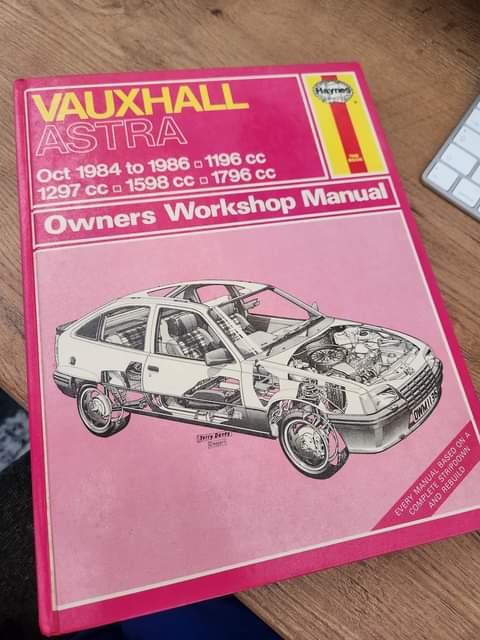 VAUXHALL
ASTRA
Oct 1984 to 1986 □ 1196 cc
1297 cc □ 1598 cc □ 1796 cc
Haynes
Owners Workshop Manual
OWM
EVERY MANUAL BASED ON A
COMPLETE STRIPDOWN
AND REBUILD